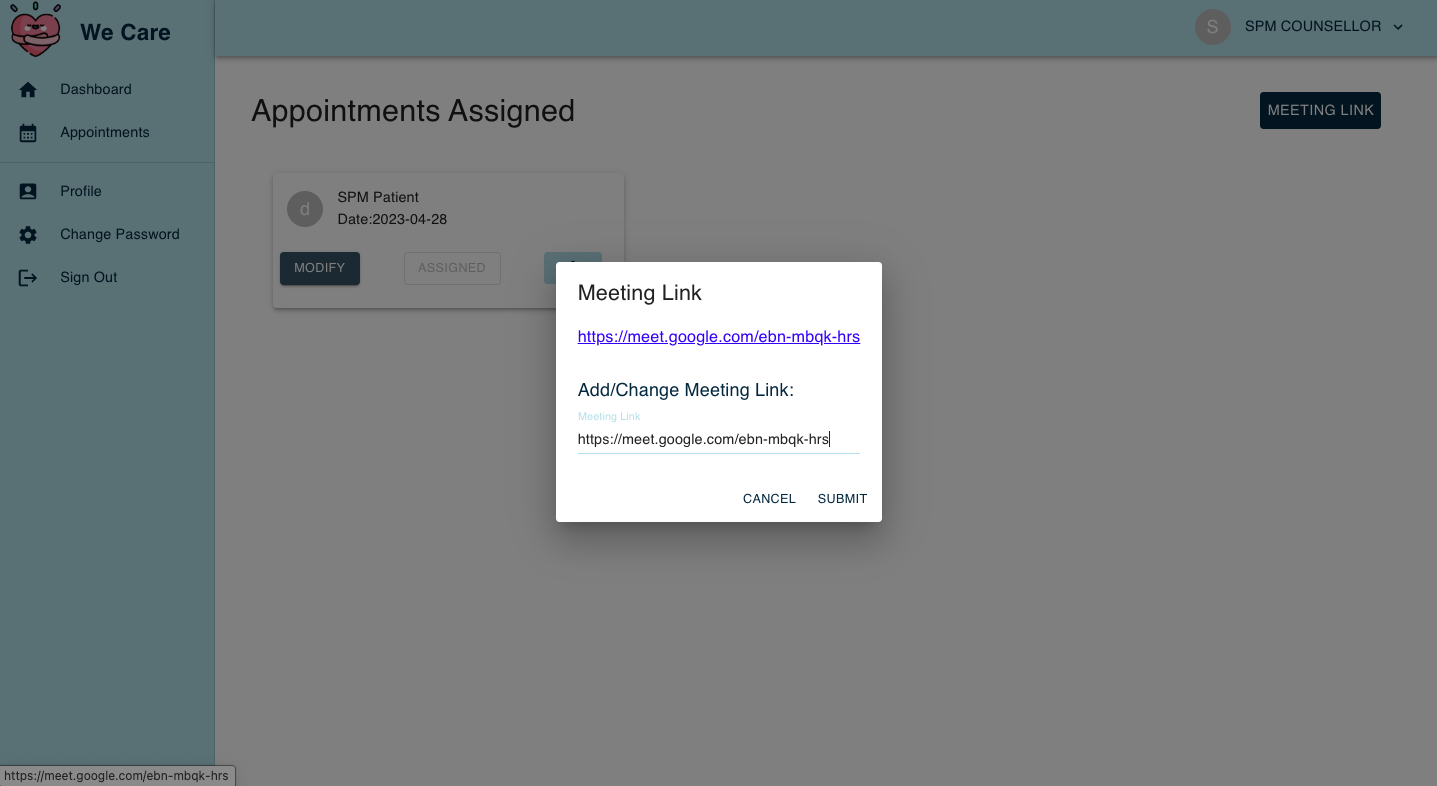 We Care
SPM COUNSELLOR
Dashboard
Appointments
Profile
Change Password
Sign Out
Appointments Assigned
MEETING LINK
d
SPM Patient
Date:2023-04-28
MODIFY
ASSIGNED
S
Meeting Link
https://meet.google.com/ebn-mbqk-hrs
Add/Change Meeting Link:
Meeting Link
https://meet.google.com/ebn-mbqk-hrs
CANCEL
SUBMIT
https://meet.google.com/ebn-mbqk-hrs